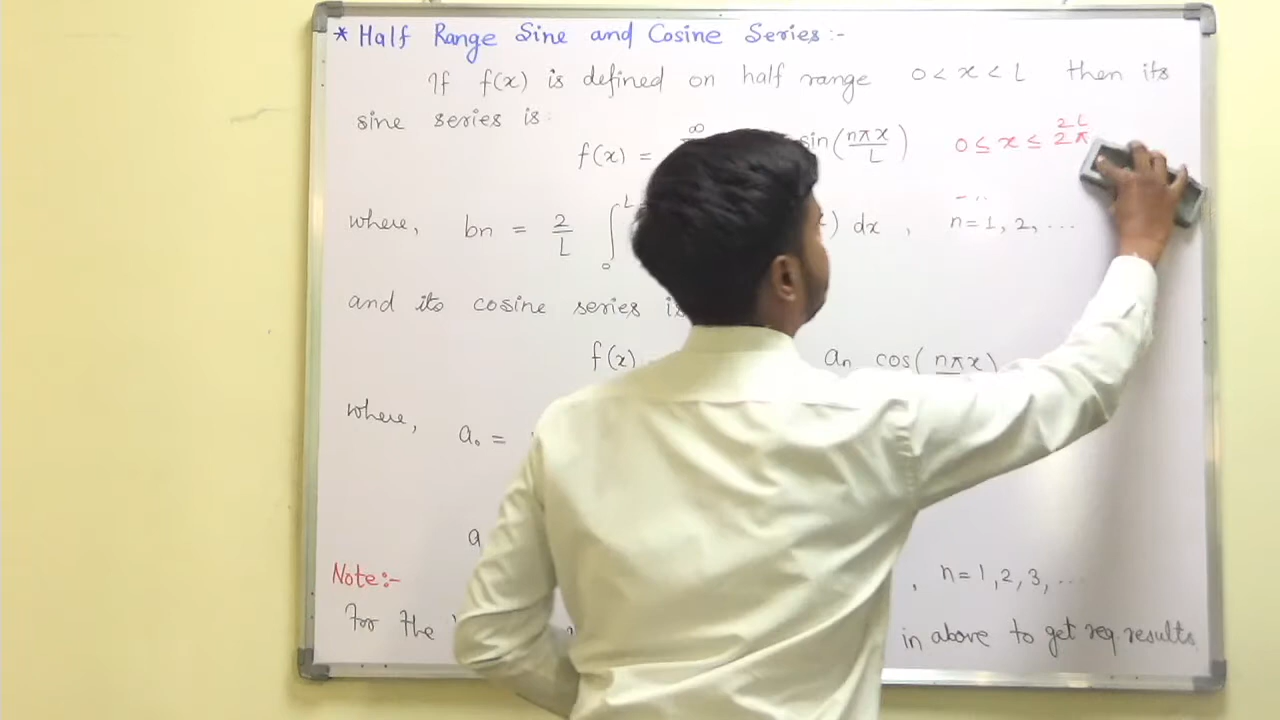 * Half Range Sine and Cosine Series :-
If f(x) is defined on half range 0 < x < L then its
sine series is :
f(x) = ∞ sin(nπx/L) 0 ≤ x ≤ 2π 2L
where, bn = 2/L ∫₀ᴸ ) dx , n = 1, 2, ...
and its cosine series is
f(x) an cos(nπx)
where, a₀ =
a , n = 1, 2, 3, ...
Note:-
For the in above to get req. results